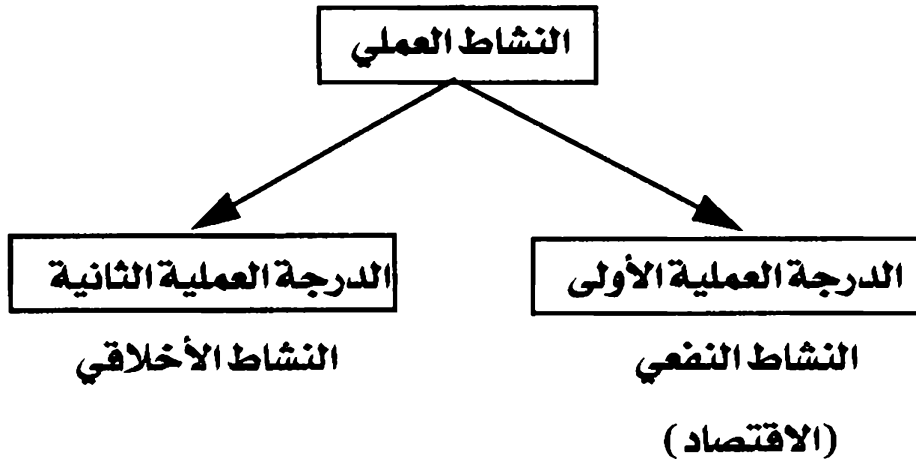 النشاط العملي
الدرجة العملية الأولى
الدرجة العملية الثانية
النشاط النفعي
النشاط الأخلاقي
(الاقتصاد)